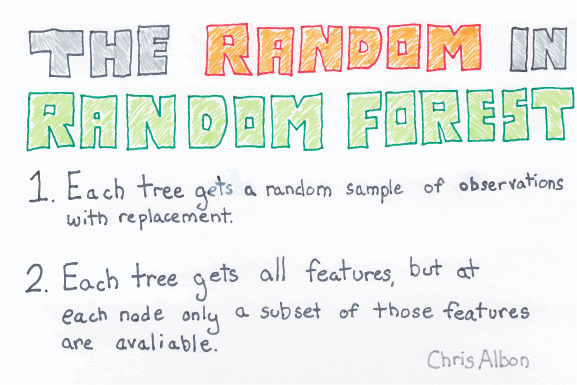 THE RANDOM IN
RANDOM FOREST
1. Each tree gets a random sample of observations
with replacement.
2. Each tree gets all features, but at
each node only a subset of those features
are avaliable.
Chris Albon